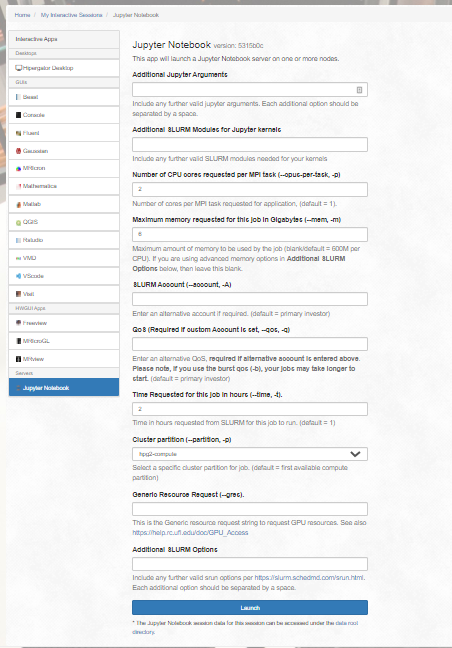 Home / My Interactive Sessions / Jupyter Notebook
Interactive Apps
Desktops
Hipergator Desktop
GUIs
Console
Fluent
Gaussian
MRIcron
Mathematica
Matlab
QGIS
Rstudio
VMD
VScode
VisIt
HWGUI Apps
Freeview
MRIcroGL
MRview
Servers
Jupyter Notebook
Jupyter Notebook version: 5315b0c
This app will launch a Jupyter Notebook server on one or more nodes.
Additional Jupyter Arguments
Include any further valid jupyter arguments. Each additional option should be
separated by a space.
Additional SLURM Modules for Jupyter kernels
Include any further valid SLURM modules needed for your kernels
Number of CPU cores requested per MPI task (--cpus-per-task, -p)
2
Number of cores per MPI task requested for application, (default = 1).
Maximum memory requested for this job in Gigabytes (--mem, -m)
Maximum amount of memory to be used by the job (blank/default = 600M per
CPU). If you are using advanced memory options in Additional SLURM
Options below, then leave this blank.
SLURM Account (--account, -A)
Enter an alternative account if required. (default = primary investor)
QoS (Required if custom Account is set, --qos, -q)
Enter an alternative QoS, required if alternative account is entered above.
Please note, if you use the burst qos (-b), your jobs may take longer to
start. (default = primary investor)
Time Requested for this job in hours (--time, -t).
2
Time in hours requested from SLURM for this job to run. (default = 1)
Cluster partition (--partition, -p)
hpg2-compute
Select a specific cluster partition for job. (default = first available compute
partition)
Generic Resource Request (--gres).
This is the Generic resource request string to request GPU resources. See also
https://help.rc.ufl.edu/doc/GPU_Access
Additional SLURM Options
Include any further valid srun options per https://slurm.schedmd.com/srun.html.
Each additional option should be separated by a space.
Launch
* The Jupyter Notebook session data for this session can be accessed under the data root
directory.